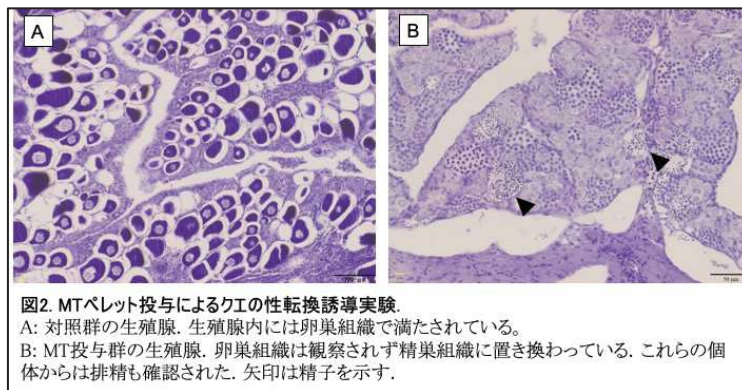 A
B
50 μm
図2. MTペレット投与によるクエの性転換誘導実験.
A: 対照群の生殖腺. 生殖腺内には卵巣組織で満たされている。
B: MT投与群の生殖腺. 卵巣組織は観察されず精巣組織に置き換わっている. これらの個
体からは排精も確認された. 矢印は精子を示す.